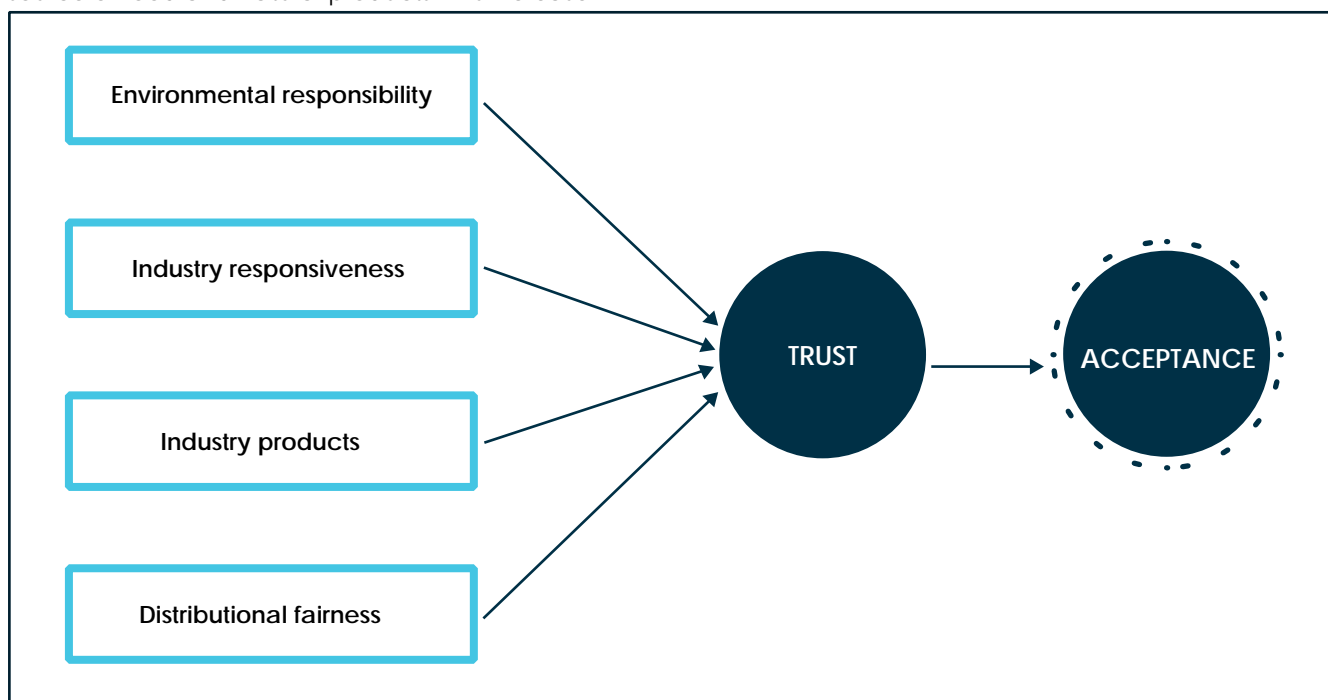 Environmental responsibility
Industry responsiveness
TRUST
ACCEPTANCE
Industry products
Distributional fairness